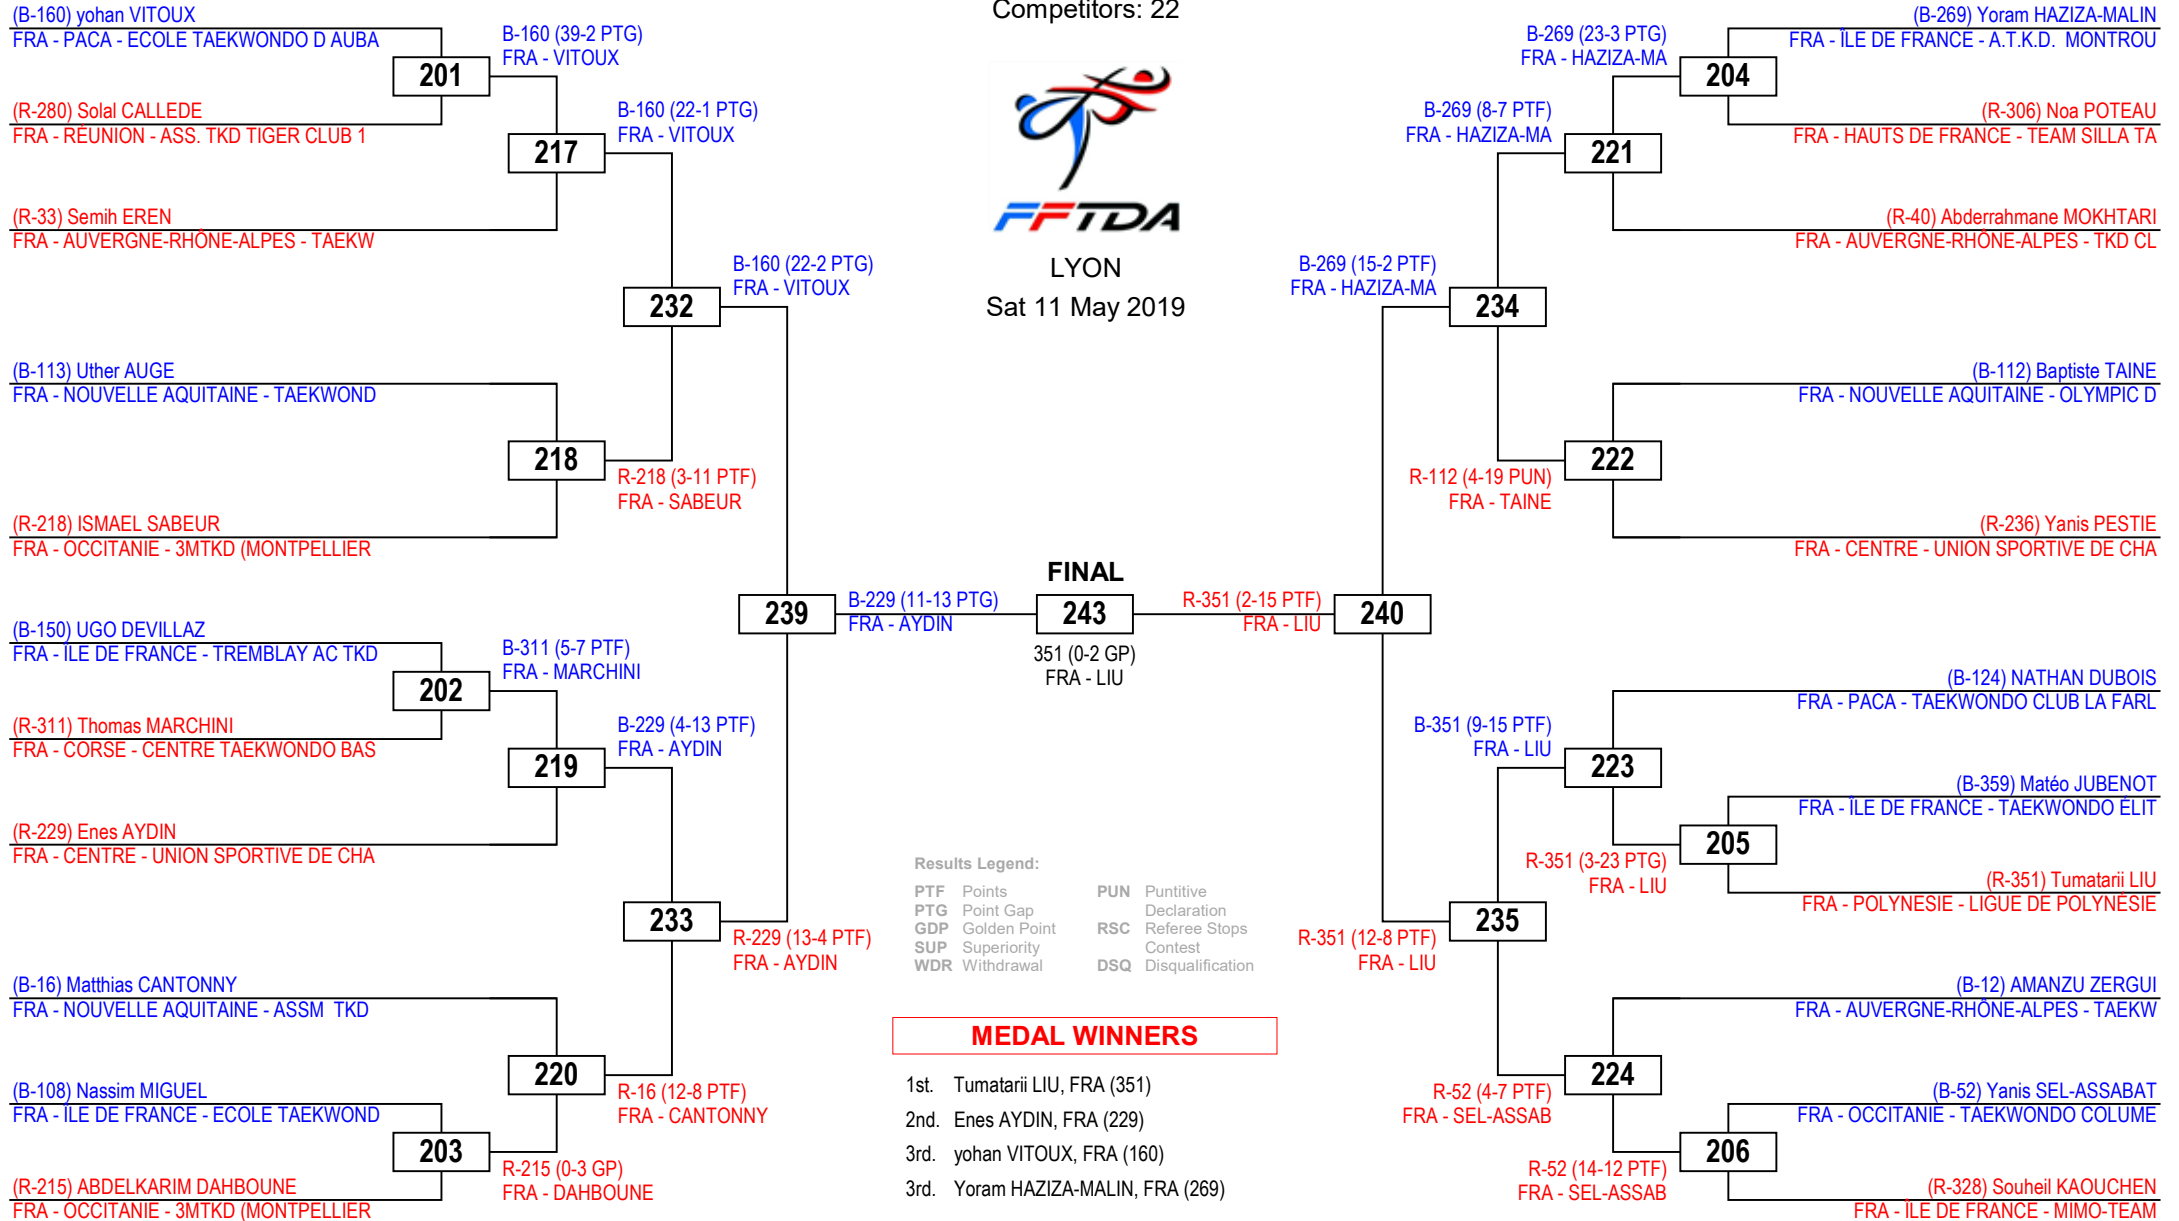 Competitors: 22
FFTDA
LYON
Sat 11 May 2019
(B-160) yohan VITOUX
FRA - PACA - ECOLE TAEKWONDO D AUBA
201
B-160 (39-2 PTG)
FRA - VITOUX
(R-280) Solal CALLEDE
FRA - RÉUNION - ASS. TKD TIGER CLUB 1
217
B-160 (22-1 PTG)
FRA - VITOUX
(R-33) Semih EREN
FRA - AUVERGNE-RHÔNE-ALPES - TAEKW
232
B-160 (22-2 PTG)
FRA - VITOUX
(B-113) Uther AUGE
FRA - NOUVELLE AQUITAINE - TAEKWOND
218
R-218 (3-11 PTF)
FRA - SABEUR
(R-218) ISMAEL SABEUR
FRA - OCCITANIE - 3MTKD (MONTPELLIER
239
B-229 (11-13 PTG)
FRA - AYDIN
(B-150) UGO DEVILLAZ
FRA - ÎLE DE FRANCE - TREMBLAY AC TKD
202
B-311 (5-7 PTF)
FRA - MARCHINI
(R-311) Thomas MARCHINI
FRA - CORSE - CENTRE TAEKWONDO BAS
219
B-229 (4-13 PTF)
FRA - AYDIN
(R-229) Enes AYDIN
FRA - CENTRE - UNION SPORTIVE DE CHA
233
R-229 (13-4 PTF)
FRA - AYDIN
(B-16) Matthias CANTONNY
FRA - NOUVELLE AQUITAINE - ASSM  TKD
220
R-16 (12-8 PTF)
FRA - CANTONNY
(B-108) Nassim MIGUEL
FRA - ÎLE DE FRANCE - ECOLE TAEKWOND
203
R-215 (0-3 GP)
FRA - DAHBOUNE
(R-215) ABDELKARIM DAHBOUNE
FRA - OCCITANIE - 3MTKD (MONTPELLIER
FINAL
243
351 (0-2 GP)
FRA - LIU
(B-269) Yoram HAZIZA-MALIN
FRA - ÎLE DE FRANCE - A.T.K.D.  MONTROU
B-269 (23-3 PTG)
FRA - HAZIZA-MA
204
(R-306) Noa POTEAU
FRA - HAUTS DE FRANCE - TEAM SILLA TA
B-269 (8-7 PTF)
FRA - HAZIZA-MA
221
(R-40) Abderrahmane MOKHTARI
FRA - AUVERGNE-RHÔNE-ALPES - TKD CL
B-269 (15-2 PTF)
FRA - HAZIZA-MA
234
(B-112) Baptiste TAINE
FRA - NOUVELLE AQUITAINE - OLYMPIC D
222
R-112 (4-19 PUN)
FRA - TAINE
(R-236) Yanis PESTIE
FRA - CENTRE - UNION SPORTIVE DE CHA
R-351 (2-15 PTF)
FRA - LIU
240
(B-124) NATHAN DUBOIS
FRA - PACA - TAEKWONDO CLUB LA FARL
B-351 (9-15 PTF)
FRA - LIU
223
(B-359) Matéo JUBENOT
FRA - ÎLE DE FRANCE - TAEKWONDO ÉLIT
205
R-351 (3-23 PTG)
FRA - LIU
(R-351) Tumatarii LIU
FRA - POLYNESIE - LIGUE DE POLYNÉSIE
235
R-351 (12-8 PTF)
FRA - LIU
(B-12) AMANZU ZERGUI
FRA - AUVERGNE-RHÔNE-ALPES - TAEKW
224
R-52 (4-7 PTF)
FRA - SEL-ASSAB
(B-52) Yanis SEL-ASSABAT
FRA - OCCITANIE - TAEKWONDO COLUME
206
R-52 (14-12 PTF)
FRA - SEL-ASSAB
(R-328) Souheil KAOUCHEN
FRA - ÎLE DE FRANCE - MIMO-TEAM
Results Legend:
PTF Points
PTG Point Gap
GDP Golden Point
SUP Superiority
WDR Withdrawal
PUN Puntitive
Declaration
RSC Referee Stops
Contest
DSQ Disqualification
MEDAL WINNERS
1st. Tumatarii LIU, FRA (351)
2nd. Enes AYDIN, FRA (229)
3rd. yohan VITOUX, FRA (160)
3rd. Yoram HAZIZA-MALIN, FRA (269)